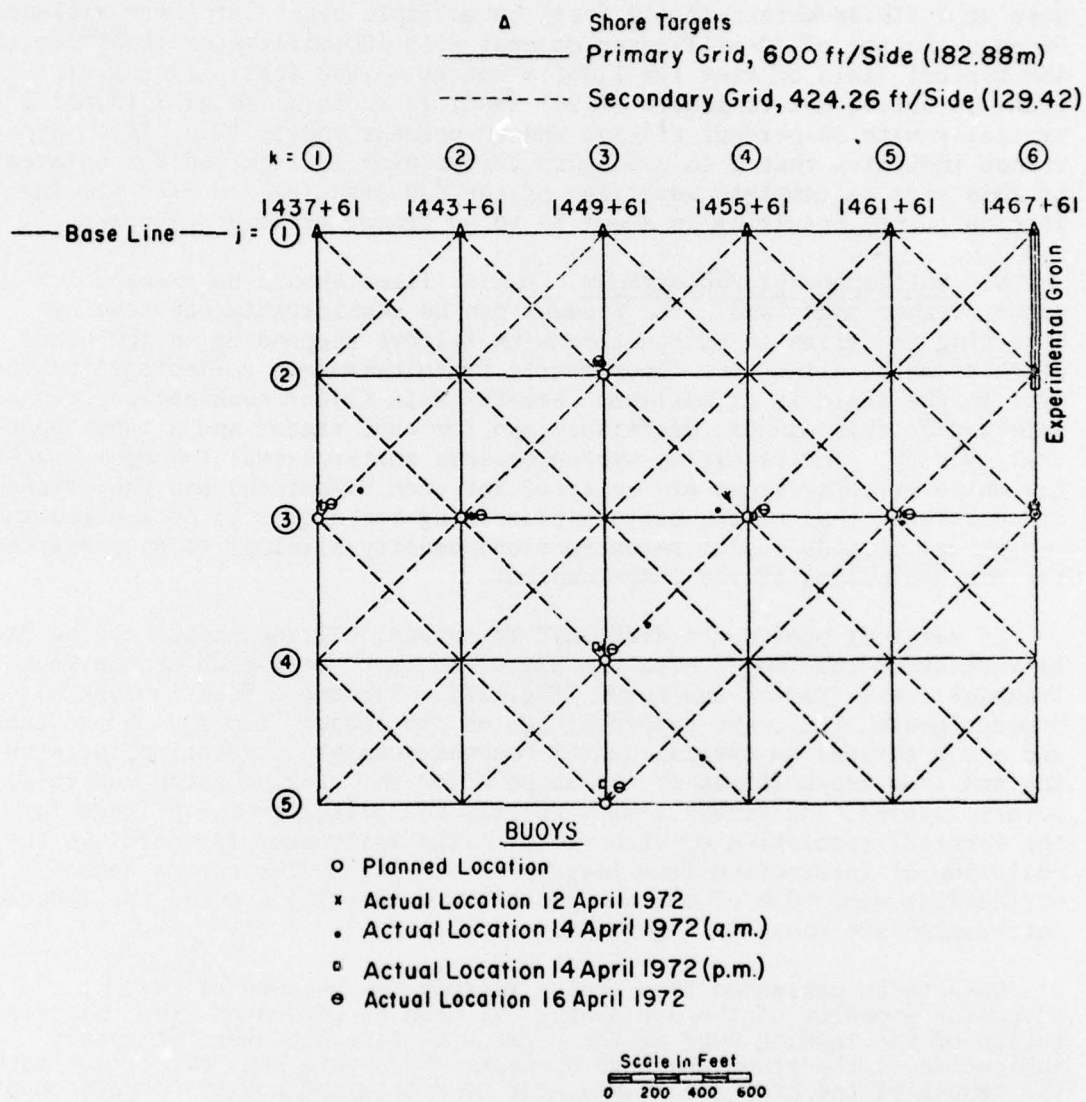 Δ Shore Targets
Primary Grid, 600 ft/Side (182.88m)
Secondary Grid, 424.26 ft/Side (129.42)
k = 1 2 3 4 5 6
1437+61 1443+61 1449+61 1455+61 1461+61 1467+61
Base Line j = 1
Experimental Groin
2
3
4
5
BUOYS
Planned Location
Actual Location 12 April 1972
Actual Location 14 April 1972 (a.m.)
Actual Location 14 April 1972 (p.m.)
Actual Location 16 April 1972
Scale In Feet
0 200 400 600